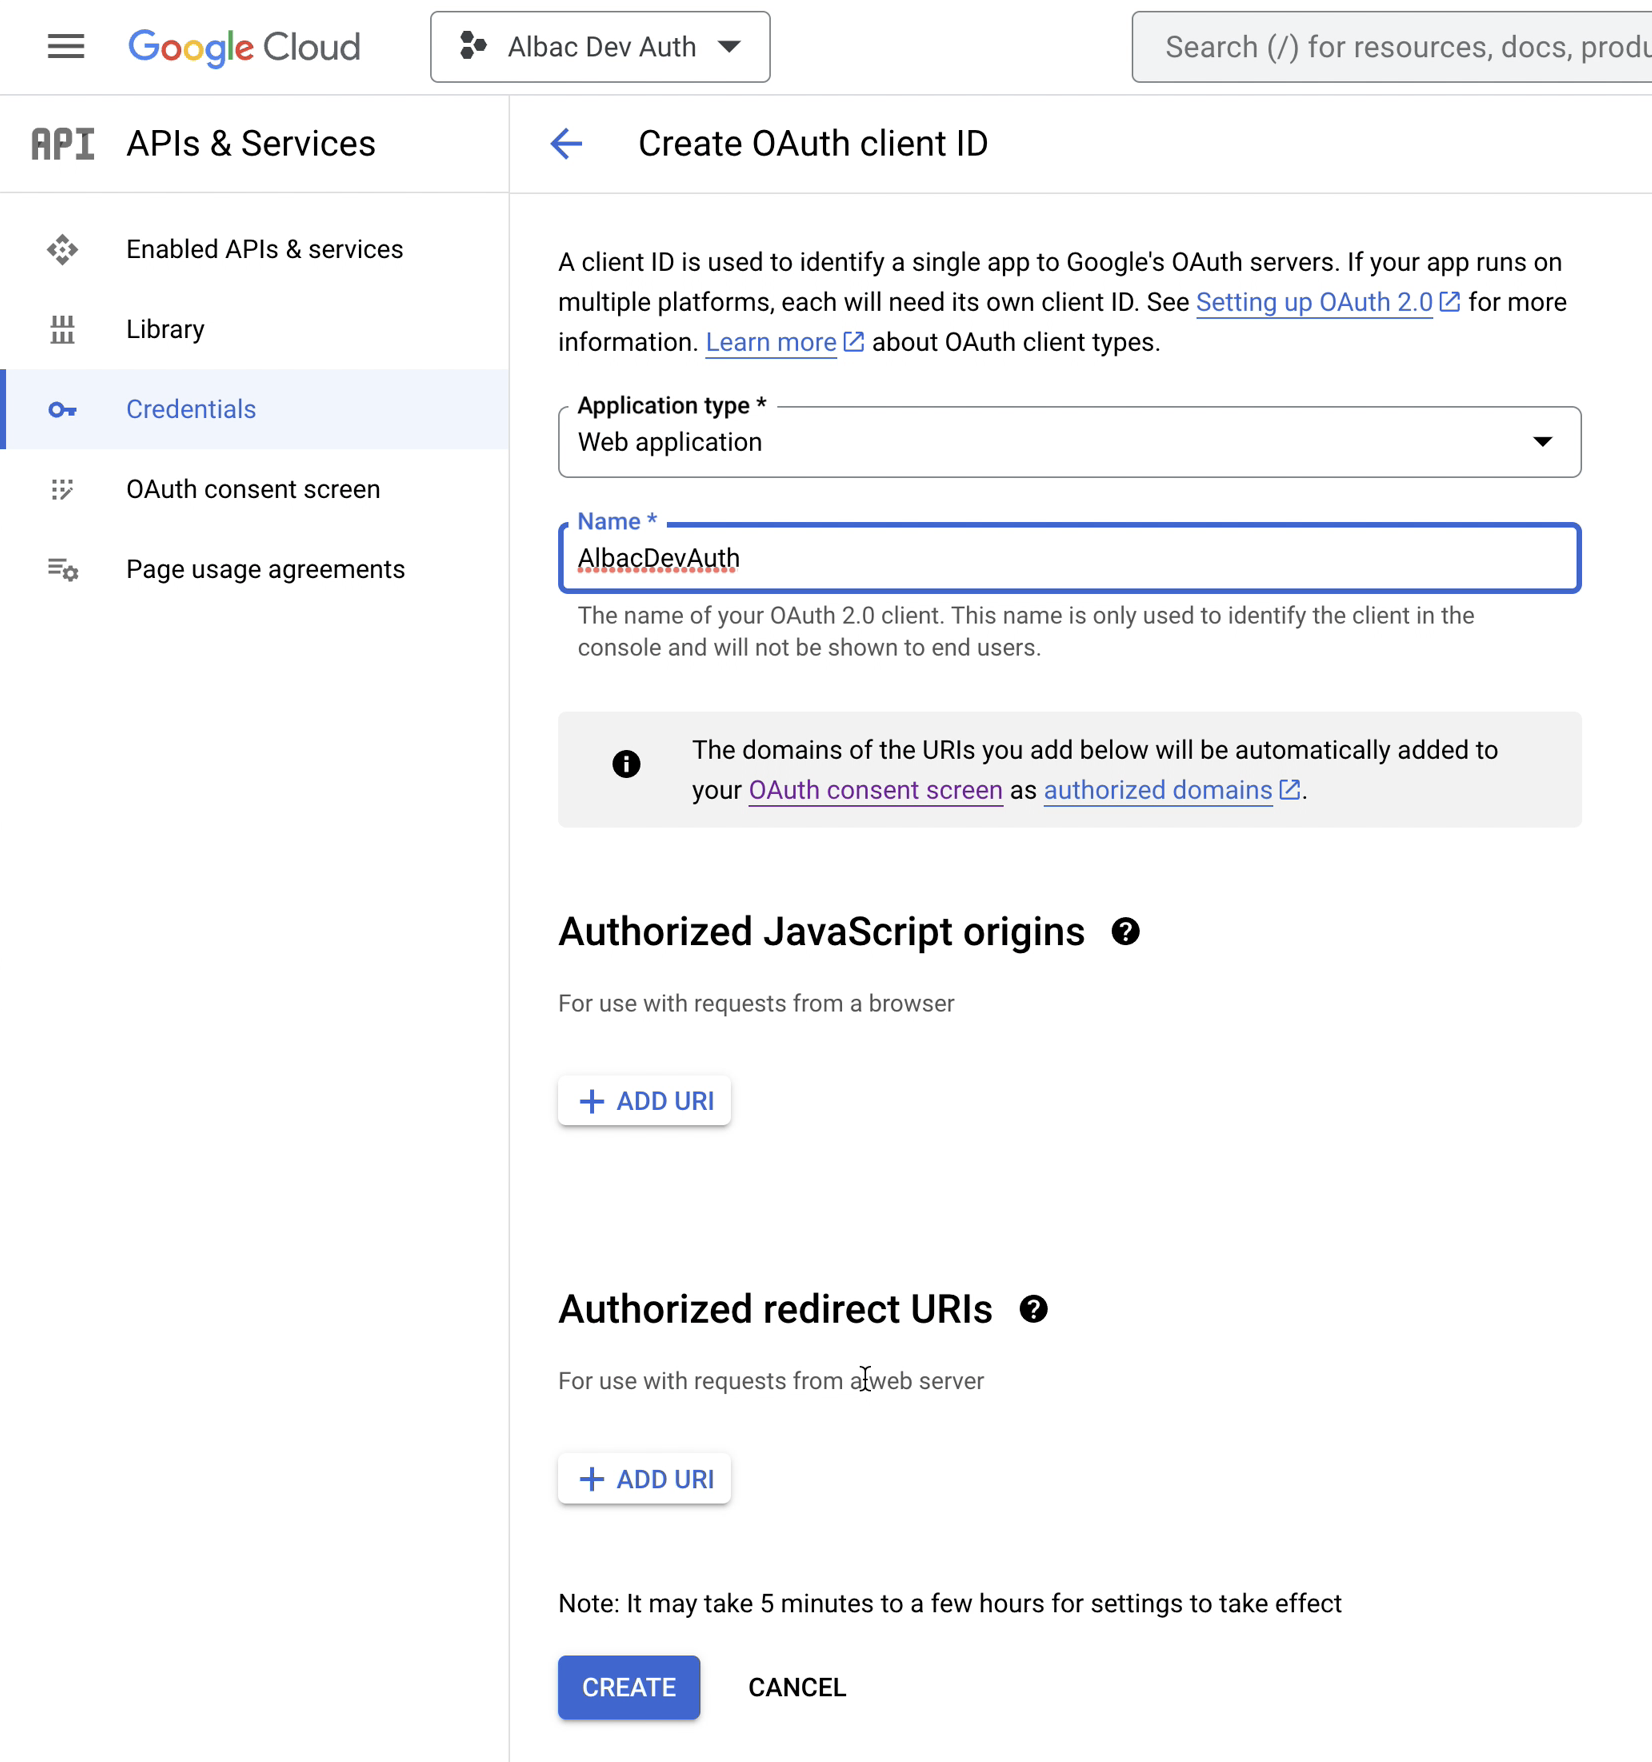 Google Cloud
Albac Dev Auth
Search (/) for resources, docs, produ
API
APIs & Services
Create OAuth client ID
Enabled APIs & services
Library
Credentials
OAuth consent screen
Page usage agreements
A client ID is used to identify a single app to Google's OAuth servers. If your app runs on
multiple platforms, each will need its own client ID. See Setting up OAuth 2.0 for more
information. Learn more about OAuth client types.
Application type *
Web application
Name *
AlbacDevAuth
The name of your OAuth 2.0 client. This name is only used to identify the client in the
console and will not be shown to end users.
The domains of the URIs you add below will be automatically added to
your OAuth consent screen as authorized domains.
Authorized JavaScript origins
For use with requests from a browser
+ ADD URI
Authorized redirect URIs
For use with requests from a web server
+ ADD URI
Note: It may take 5 minutes to a few hours for settings to take effect
CREATE
CANCEL